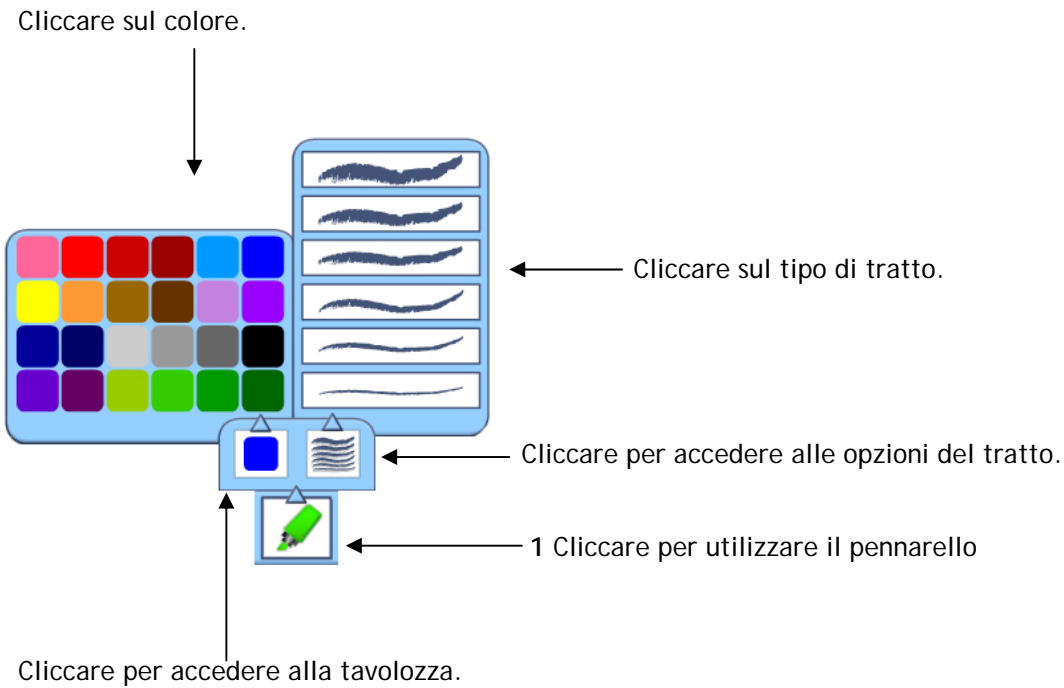 Cliccare sul colore.
Cliccare sul tipo di tratto.
Cliccare per accedere alle opzioni del tratto.
1 Cliccare per utilizzare il pennarello
Cliccare per accedere alla tavolozza.